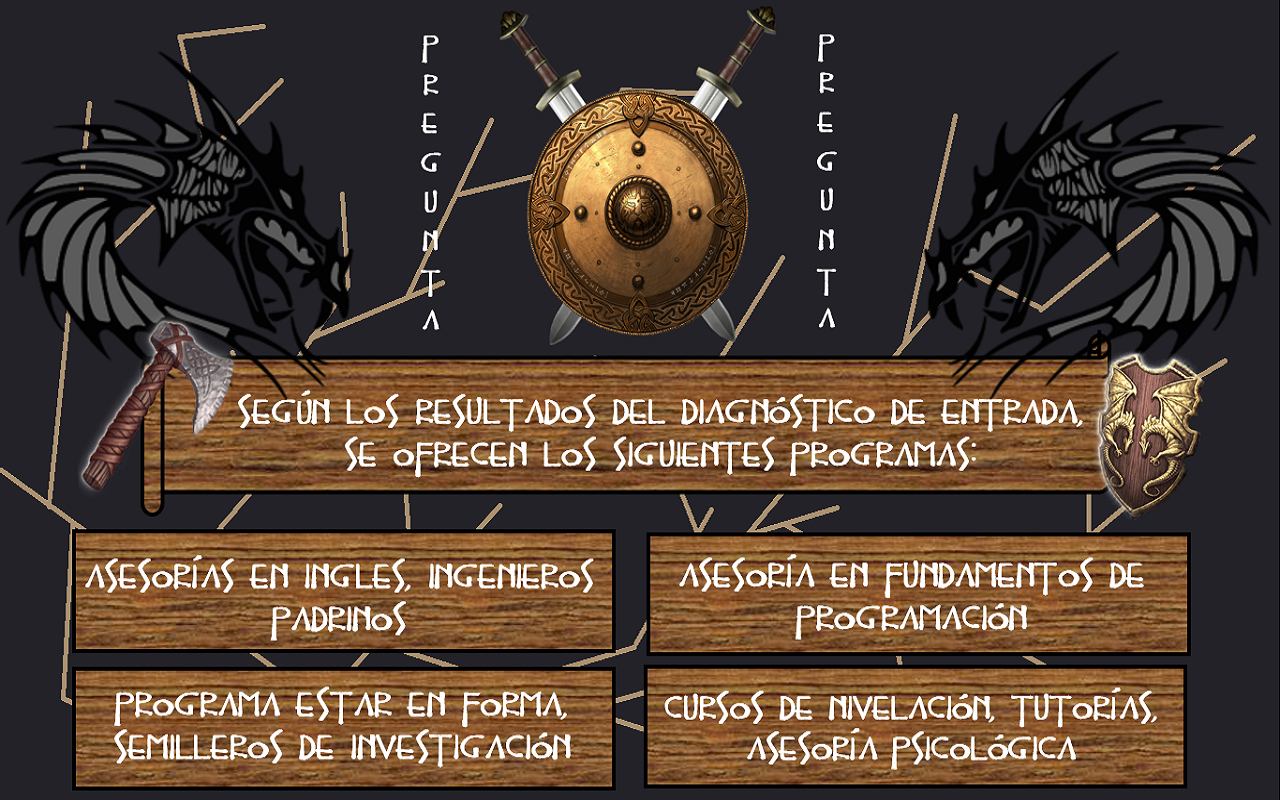 PREGUNTA
PREGUNTA
SEGÚN LOS RESULTADOS DEL DIAGNÓSTICO DE ENTRADA,
SE OFRECEN LOS SIGUIENTES PROGRAMAS:
ASESORÍAS EN INGLES, INGENIEROS
PADRINOS
ASESORÍA EN FUNDAMENTOS DE
PROGRAMACIÓN
PROGRAMA ESTAR EN FORMA,
SEMILLEROS DE INVESTIGACIÓN
CURSOS DE NIVELACIÓN, TUTORÍAS,
ASESORÍA PSICOLÓGICA